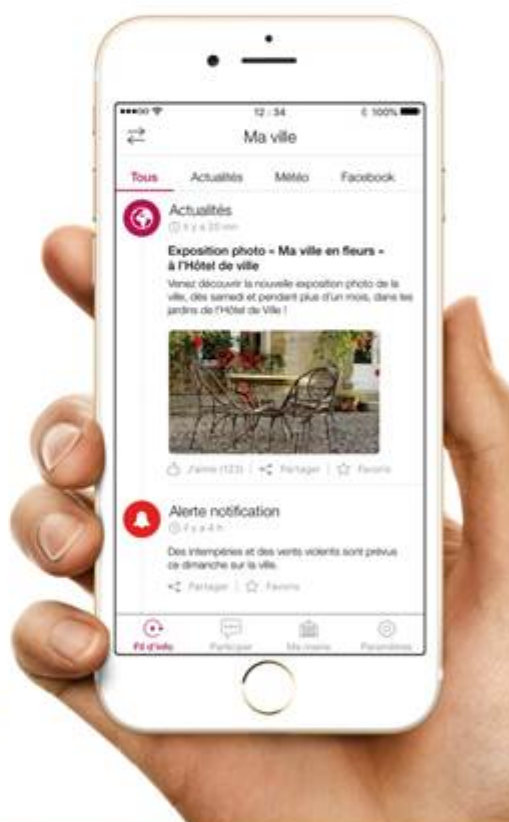 12:34
100%
Ma ville
Tous Actualités Météo Facebook
Actualités
il y a 20 min
Exposition photo « Ma ville en fleurs »
à l'Hôtel de ville
Venez découvrir la nouvelle exposition photo de la
ville, dès samedi et pendant plus d'un mois, dans les
jardins de l'Hôtel de Ville !
J'aime (123) Partager Favoris
Alerte notification
il y a 4 h
Des intempéries et des vents violents sont prévus
ce dimanche sur la ville.
Partager Favoris
Fil d'info Participer Ma mairie Paramètres